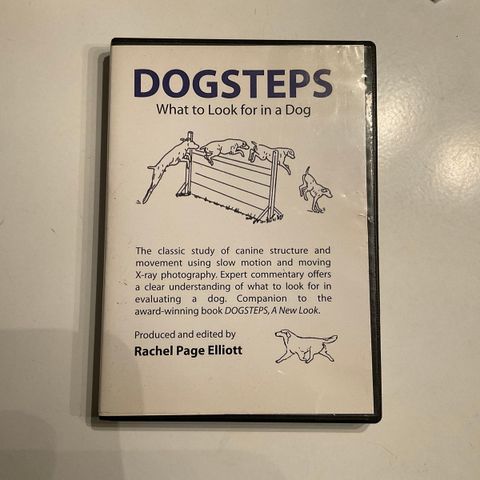 DOGSTEPS
What to Look for in a Dog
The classic study of canine structure and
movement using slow motion and moving
X-ray photography. Expert commentary offers
a clear understanding of what to look for in
evaluating a dog. Companion to the
award-winning book DOGSTEPS, A New Look.
Produced and edited by
Rachel Page Elliott